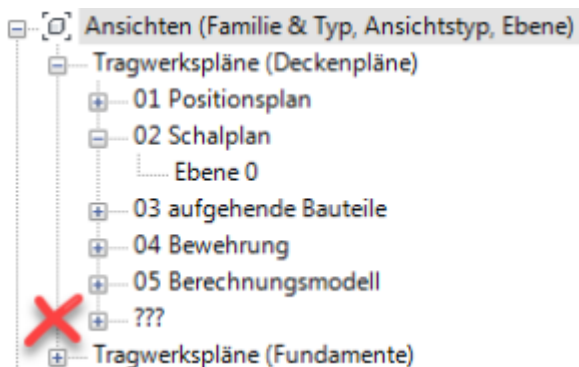 Ansichten (Familie & Typ, Ansichtstyp, Ebene)
Tragwerkspläne (Deckenpläne)
01 Positionsplan
02 Schalplan
Ebene 0
03 aufgehende Bauteile
04 Bewehrung
05 Berechnungsmodell
???
Tragwerkspläne (Fundamente)